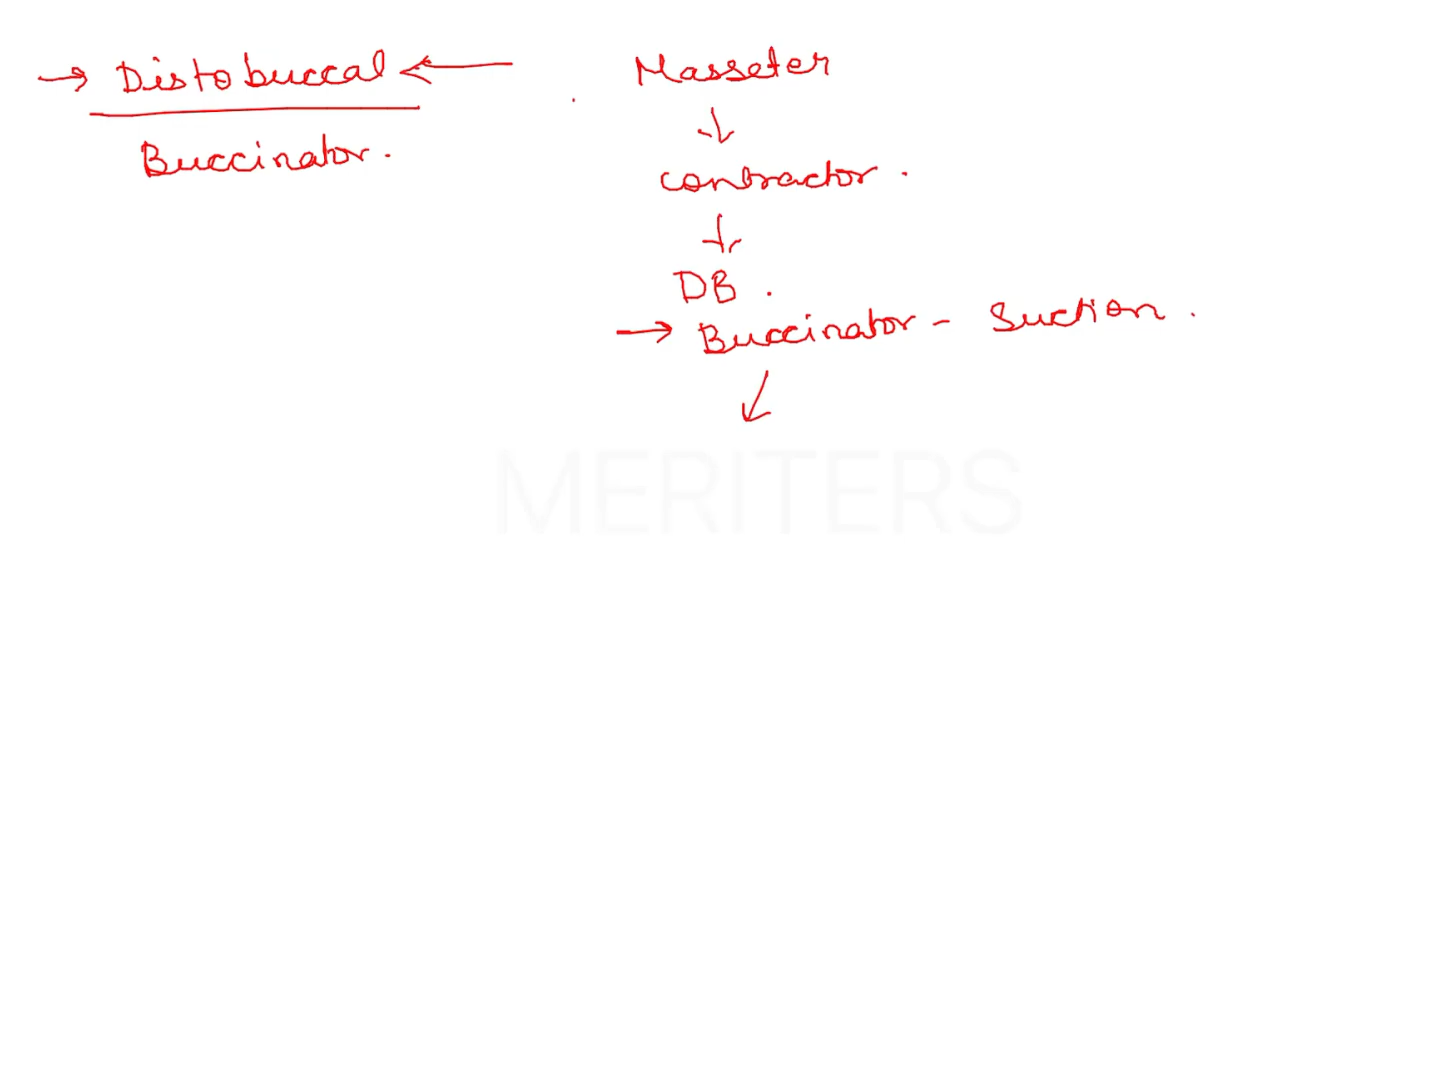 → Distobuccal ←
Buccinator.
Masseter
↓
contractor.
↓
DB.
→ Buccinator - Suction.
↓
MERITERS